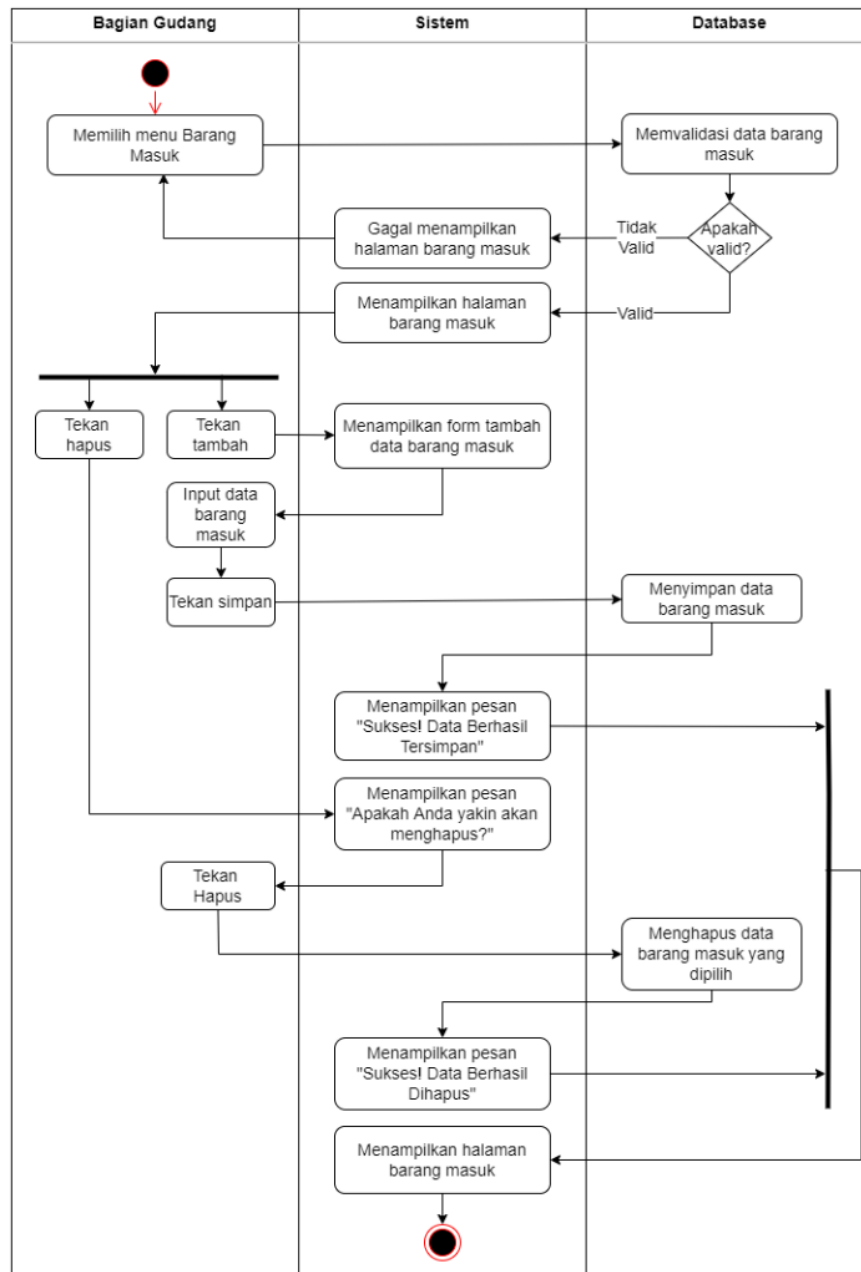 Bagian Gudang
Sistem
Database
Memilih menu Barang
Masuk
Memvalidasi data barang
masuk
Apakah
valid?
Tidak
Valid
Gagal menampilkan
halaman barang masuk
Valid
Menampilkan halaman
barang masuk
Tekan
hapus
Tekan
tambah
Menampilkan form tambah
data barang masuk
Input data
barang
masuk
Tekan simpan
Menyimpan data
barang masuk
Menampilkan pesan
"Sukses! Data Berhasil
Tersimpan"
Menampilkan pesan
"Apakah Anda yakin akan
menghapus?"
Tekan
Hapus
Menghapus data
barang masuk yang
dipilih
Menampilkan pesan
"Sukses! Data Berhasil
Dihapus"
Menampilkan halaman
barang masuk